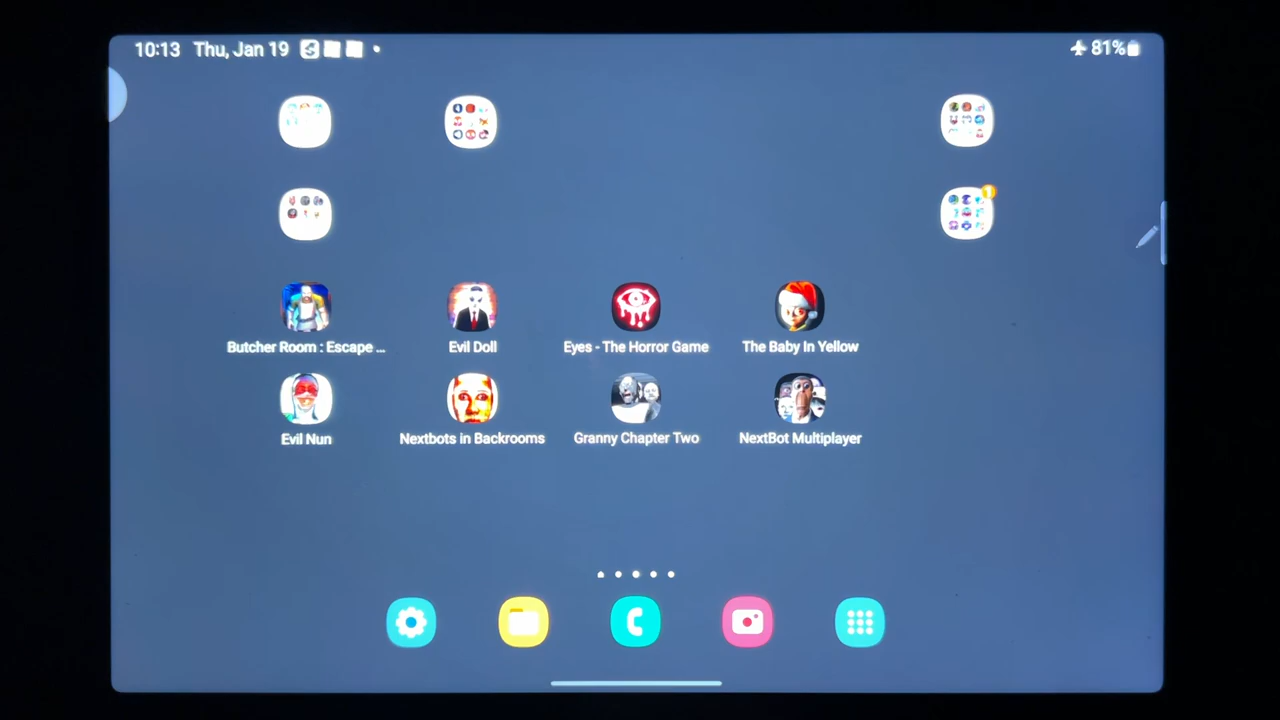 10:13 Thu, Jan 19
81%
1
Butcher Room : Escape ...
Evil Doll
Eyes - The Horror Game
The Baby In Yellow
Evil Nun
Nextbots in Backrooms
Granny Chapter Two
NextBot Multiplayer